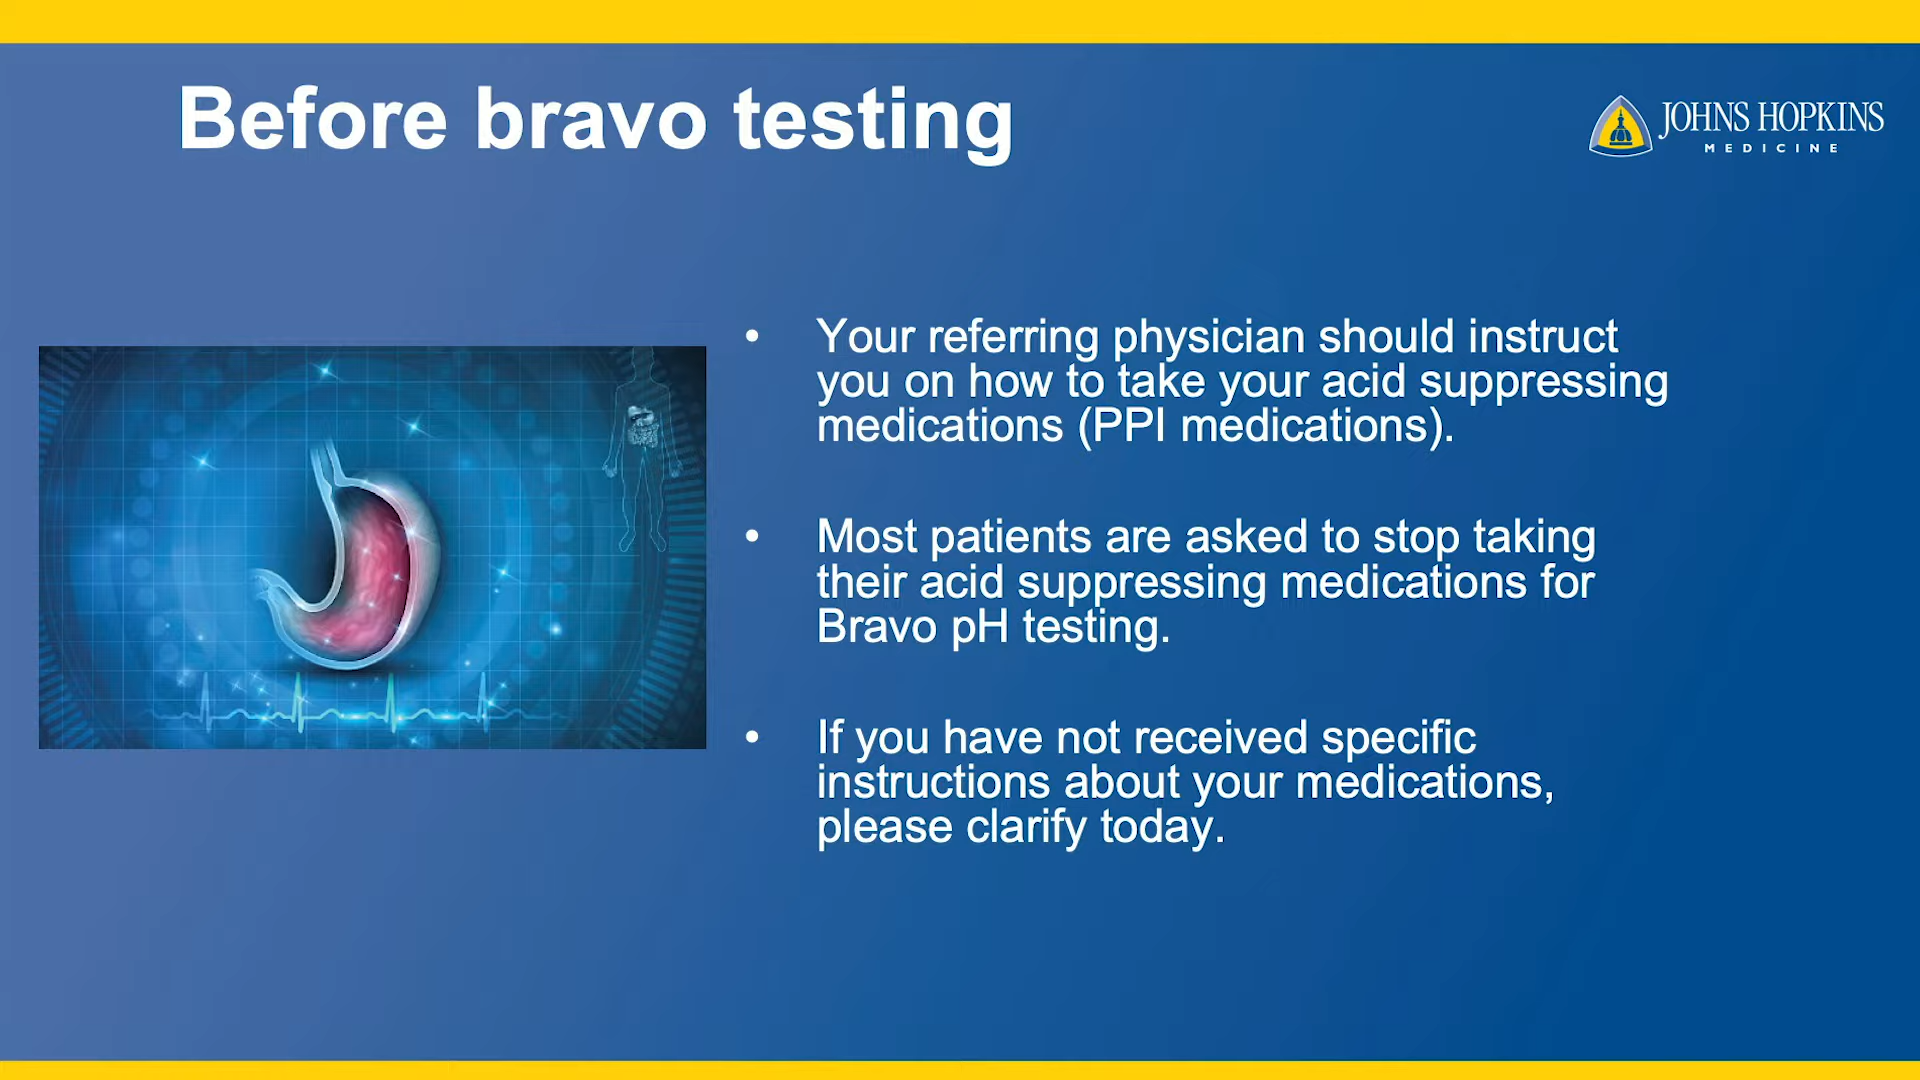 Before bravo testing
JOHNS HOPKINS
MEDICINE
• Your referring physician should instruct
you on how to take your acid suppressing
medications (PPI medications).
• Most patients are asked to stop taking
their acid suppressing medications for
Bravo pH testing.
• If you have not received specific
instructions about your medications,
please clarify today.